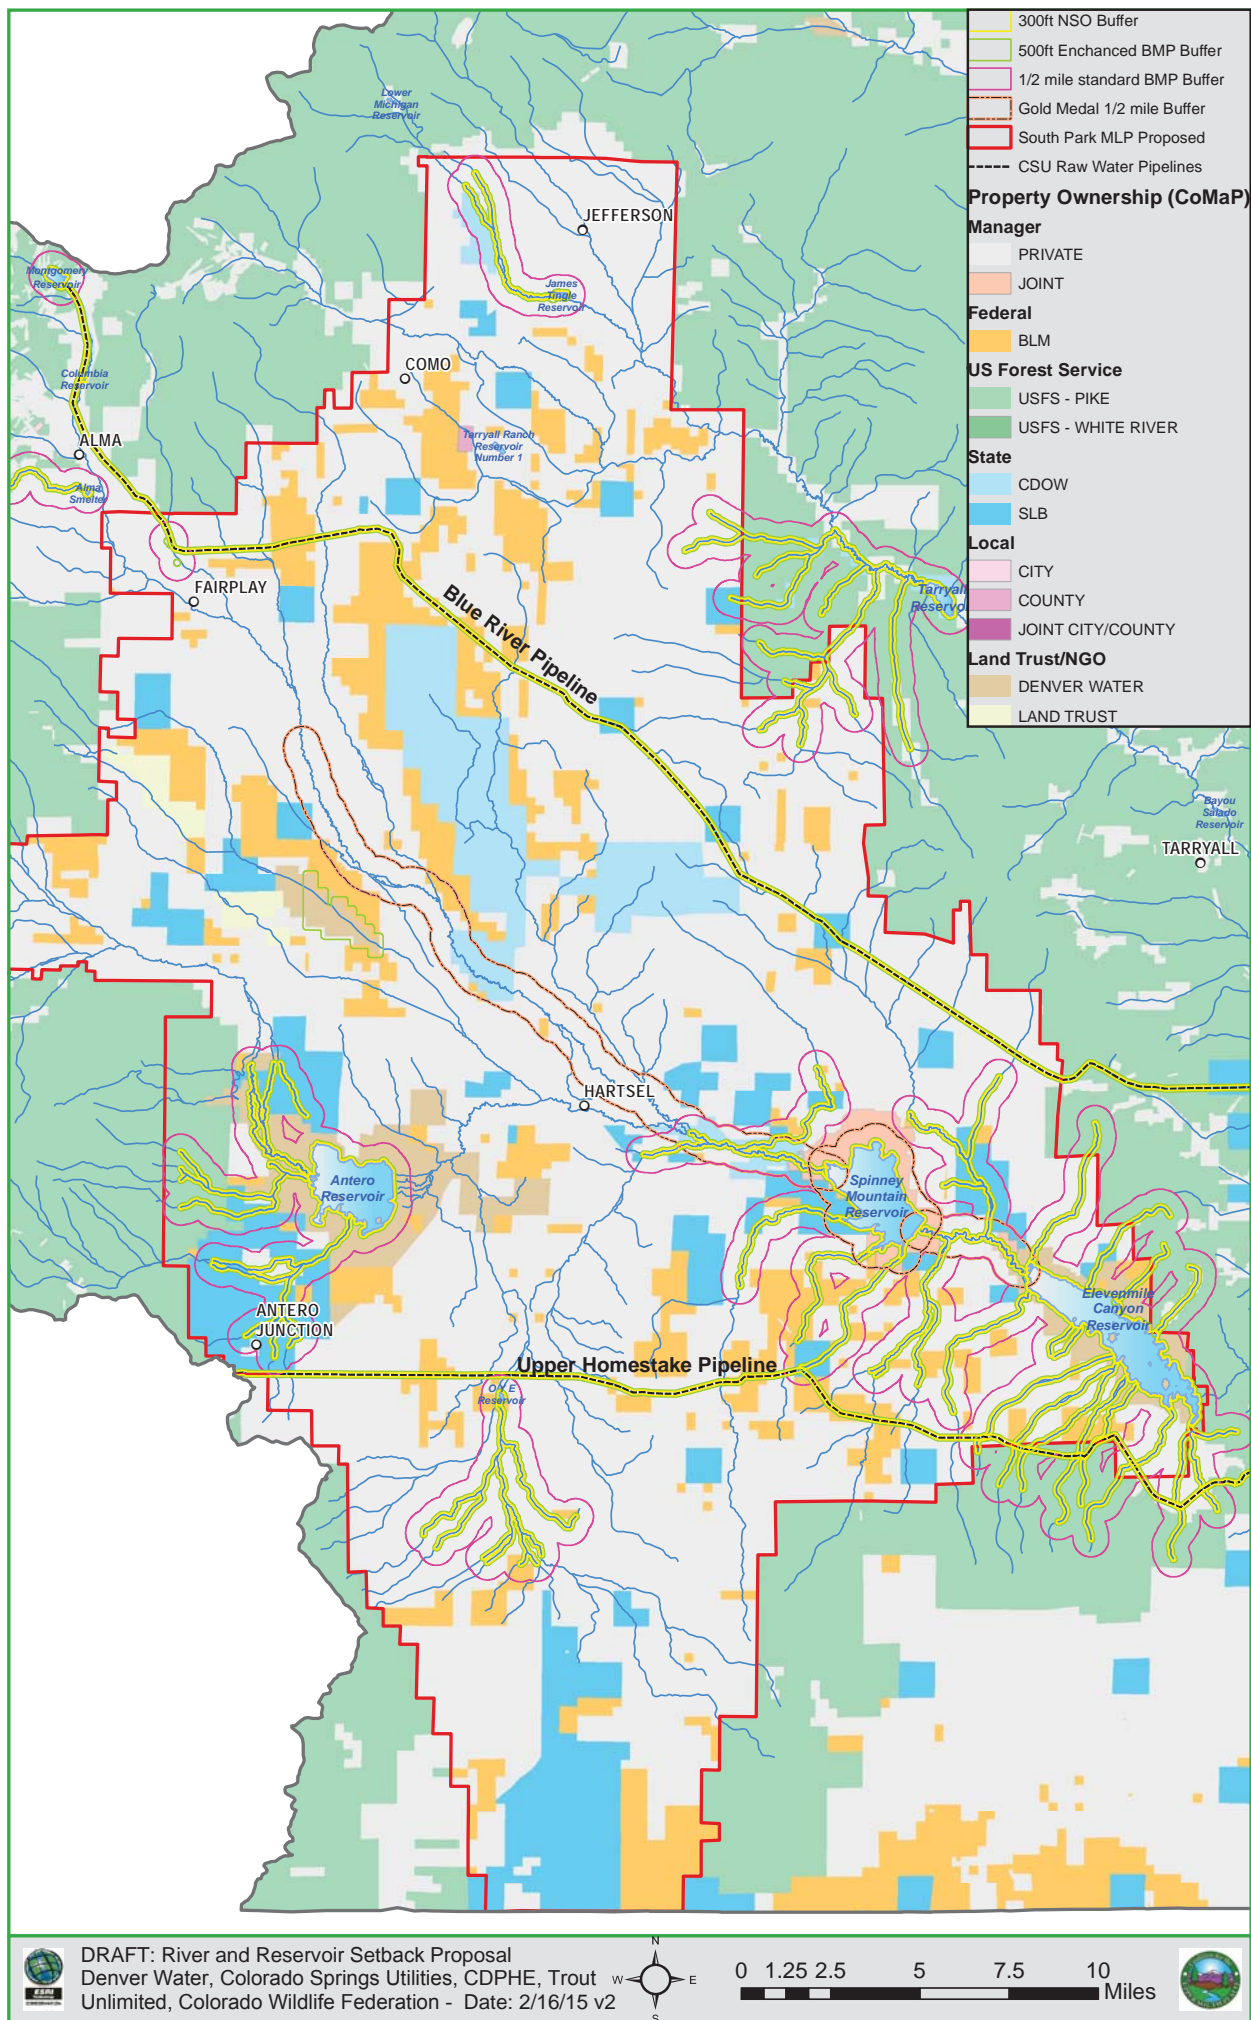 300ft NSO Buffer
500ft Enchanced BMP Buffer
1/2 mile standard BMP Buffer
Gold Medal 1/2 mile Buffer
South Park MLP Proposed
CSU Raw Water Pipelines
Property Ownership (CoMaP)
Manager
PRIVATE
JOINT
Federal
BLM
US Forest Service
USFS - PIKE
USFS - WHITE RIVER
State
CDOW
SLB
Local
CITY
COUNTY
JOINT CITY/COUNTY
Land Trust/NGO
DENVER WATER
LAND TRUST
Lower
Michigan
Reservoir
JEFFERSON
Montgomery
Reservoir
James
Tingle
Reservoir
COMO
Columbia
Reservoir
ALMA
Tarryall Ranch
Reservoir
Number 1
Alma
Smelter
FAIRPLAY
Blue River Pipeline
Tarryall
Reservoi
Bayou
Salado
Reservoir
TARRYALL
HARTSEL
Antero
Reservoir
Spinney
Mountain
Reservoir
Elevenmile
Canyon
Reservoir
ANTERO
JUNCTION
Upper Homestake Pipeline
Reservoir
DRAFT: River and Reservoir Setback Proposal
Denver Water, Colorado Springs Utilities, CDPHE, Trout
Unlimited, Colorado Wildlife Federation - Date: 2/16/15 v2
N
W E
S
0 1.25 2.5 5 7.5 10
Miles
ESRI